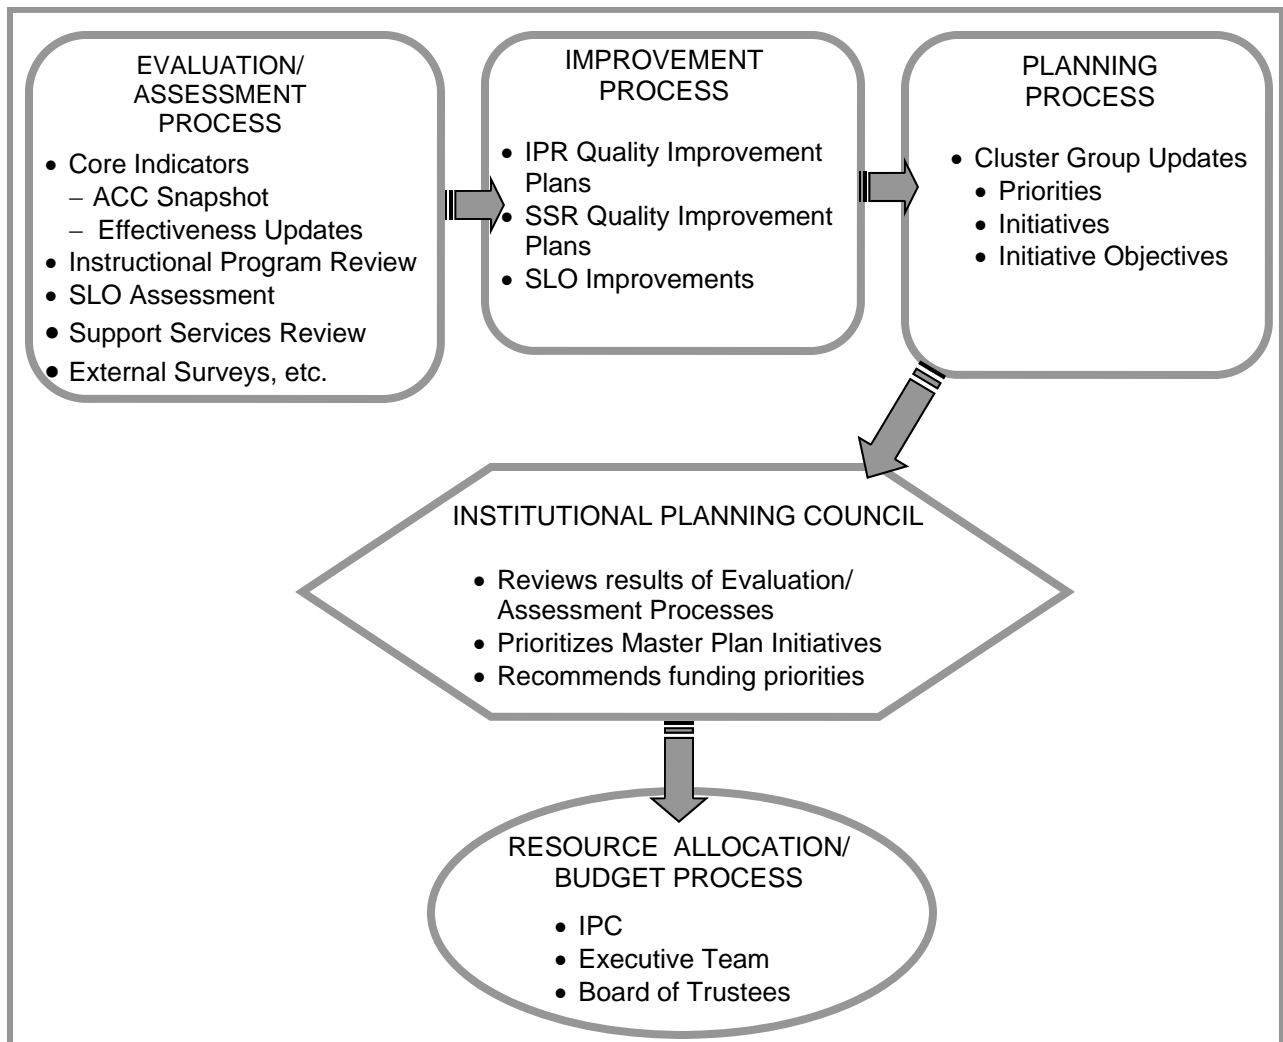 EVALUATION/
ASSESSMENT
PROCESS
• Core Indicators
– ACC Snapshot
– Effectiveness Updates
• Instructional Program Review
• SLO Assessment
• Support Services Review
• External Surveys, etc.
IMPROVEMENT
PROCESS
• IPR Quality Improvement
Plans
• SSR Quality Improvement
Plans
• SLO Improvements
PLANNING
PROCESS
• Cluster Group Updates
• Priorities
• Initiatives
• Initiative Objectives
INSTITUTIONAL PLANNING COUNCIL
• Reviews results of Evaluation/
Assessment Processes
• Prioritizes Master Plan Initiatives
• Recommends funding priorities
RESOURCE ALLOCATION/
BUDGET PROCESS
• IPC
• Executive Team
• Board of Trustees